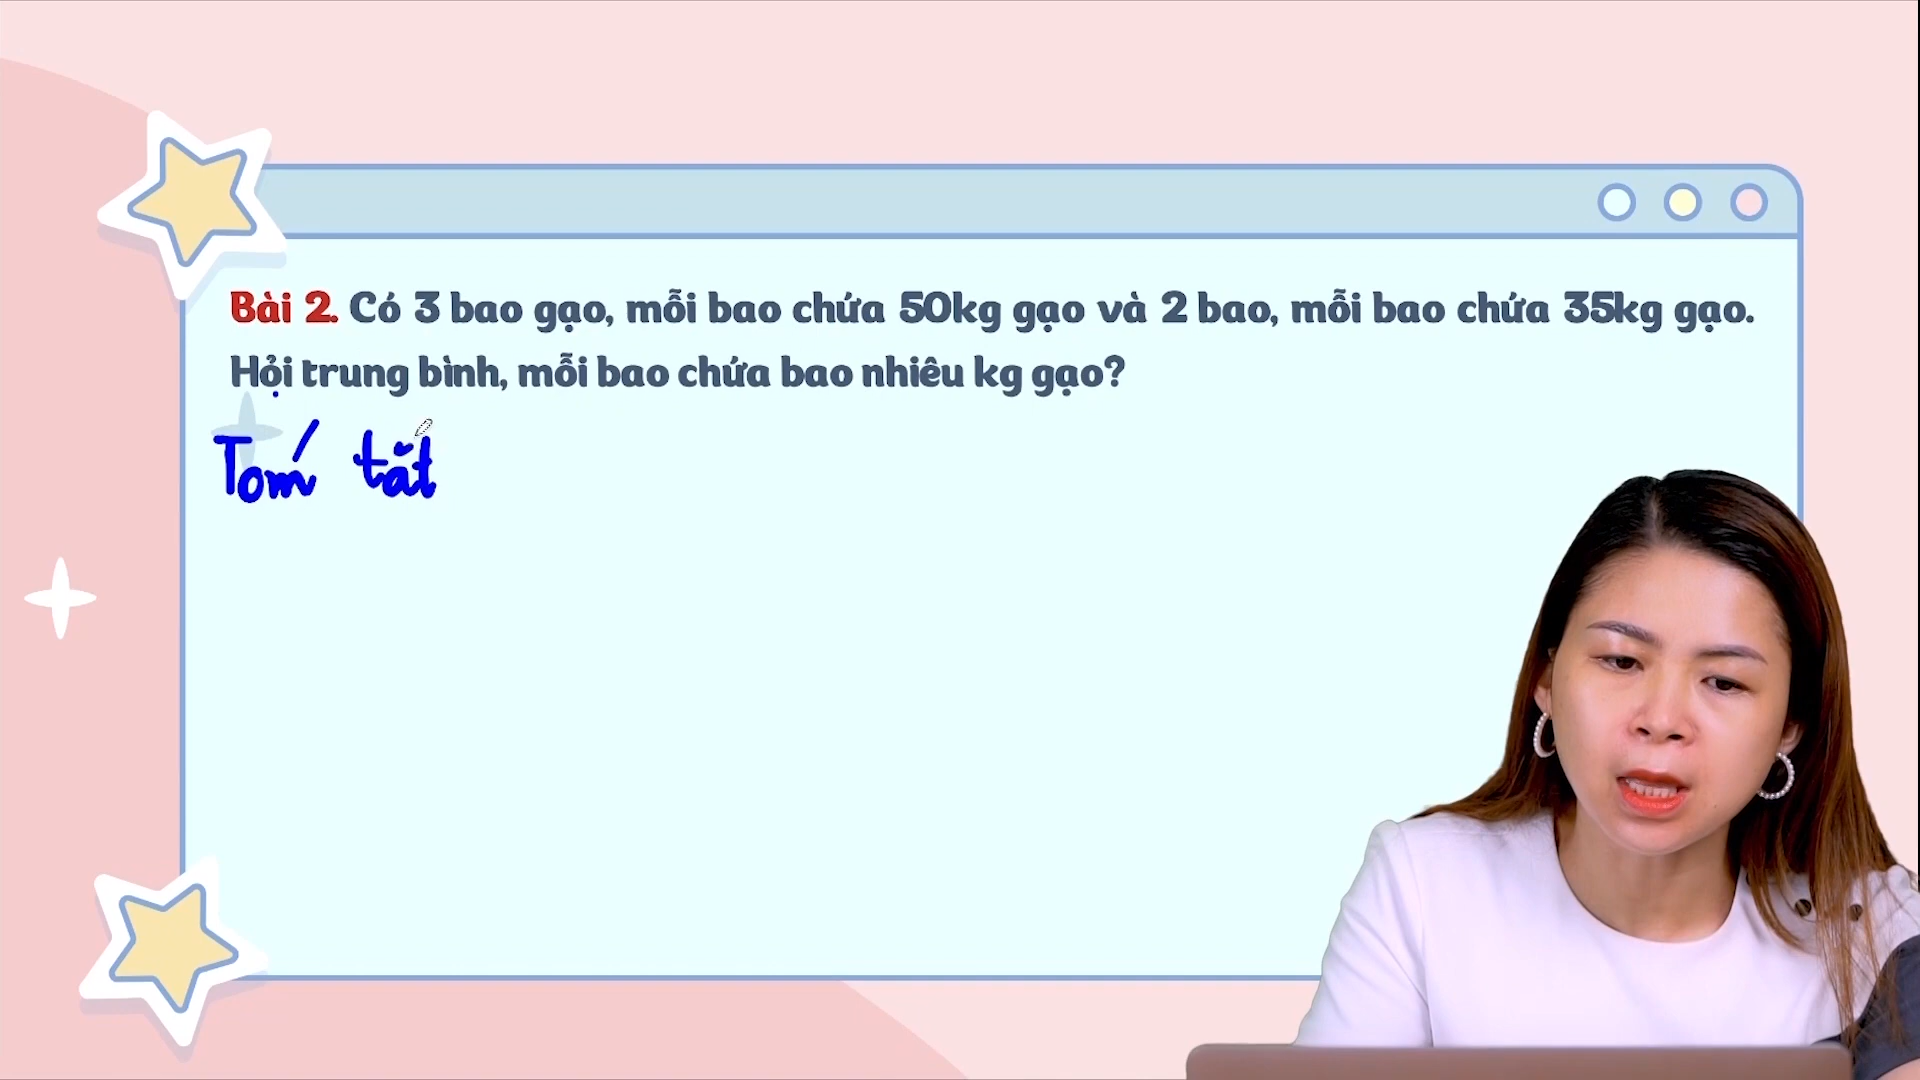 Bài 2. Có 3 bao gạo, mỗi bao chứa 50kg gạo và 2 bao, mỗi bao chứa 35kg gạo.
Hỏi trung bình, mỗi bao chứa bao nhiêu kg gạo?
Tóm tắt